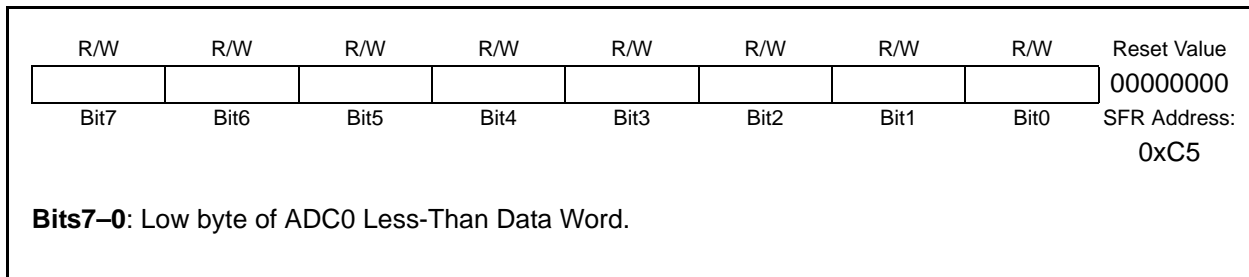 R/W R/W R/W R/W R/W R/W R/W R/W Reset Value
00000000
Bit7 Bit6 Bit5 Bit4 Bit3 Bit2 Bit1 Bit0 SFR Address:
0xC5
Bits7–0: Low byte of ADC0 Less-Than Data Word.